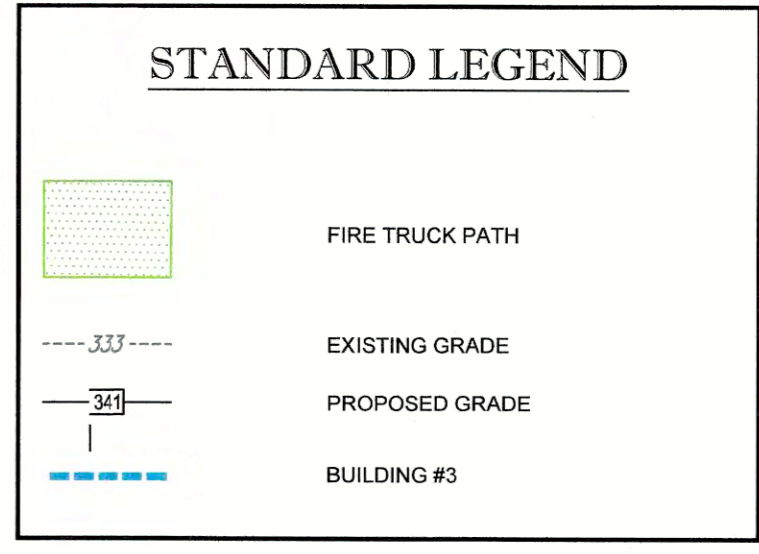 STANDARD LEGEND
FIRE TRUCK PATH
333
EXISTING GRADE
341
PROPOSED GRADE
BUILDING #3